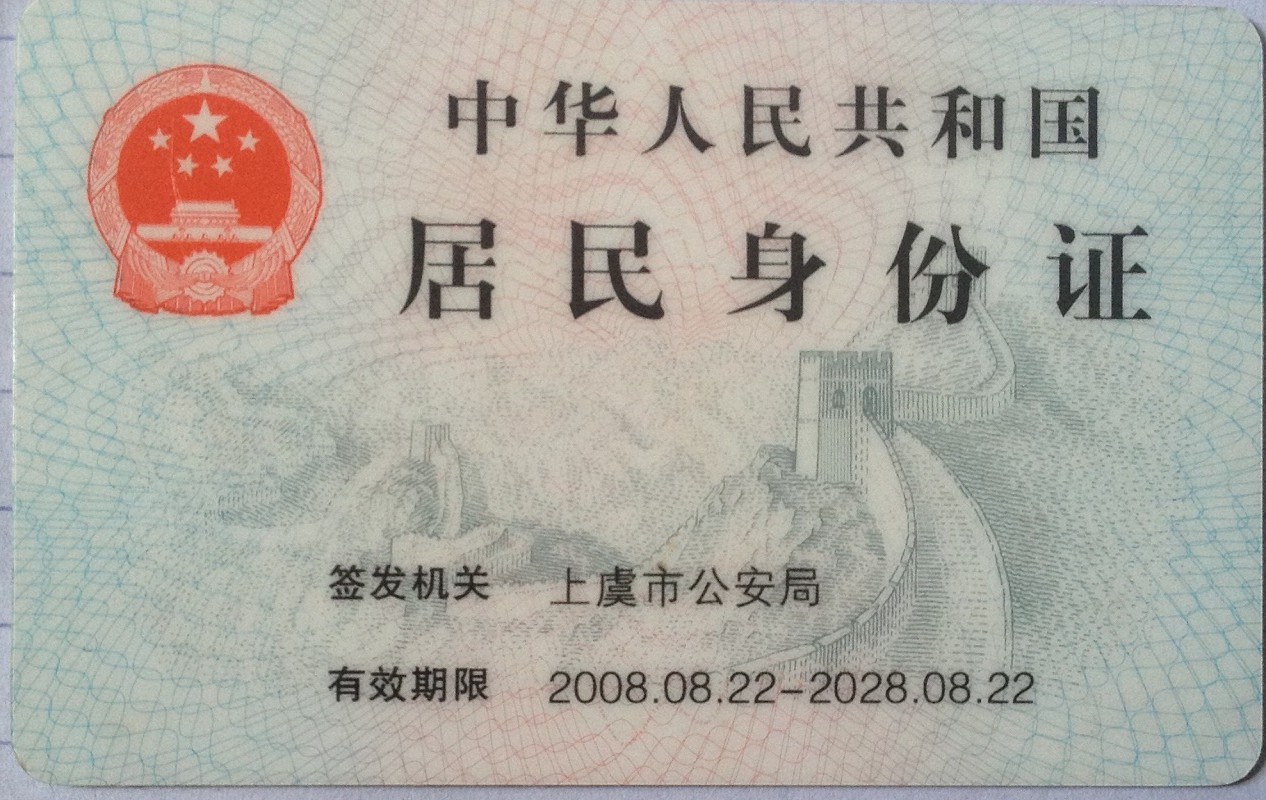 中华人民共和国
居民身份证
签发机关 上虞市公安局
有效期限 2008.08.22-2028.08.22